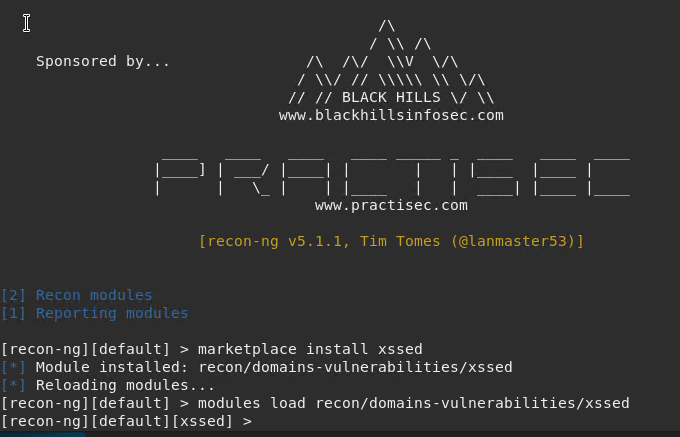 Sponsored by...
BLACK HILLS
www.blackhillsinfosec.com
PRACTISEC
www.practisec.com
[recon-ng v5.1.1, Tim Tomes (@lanmaster53)]
[2] Recon modules
[1] Reporting modules
[recon-ng][default] > marketplace install xssed
[*] Module installed: recon/domains-vulnerabilities/xssed
[*] Reloading modules...
[recon-ng][default] > modules load recon/domains-vulnerabilities/xssed
[recon-ng][default][xssed] >